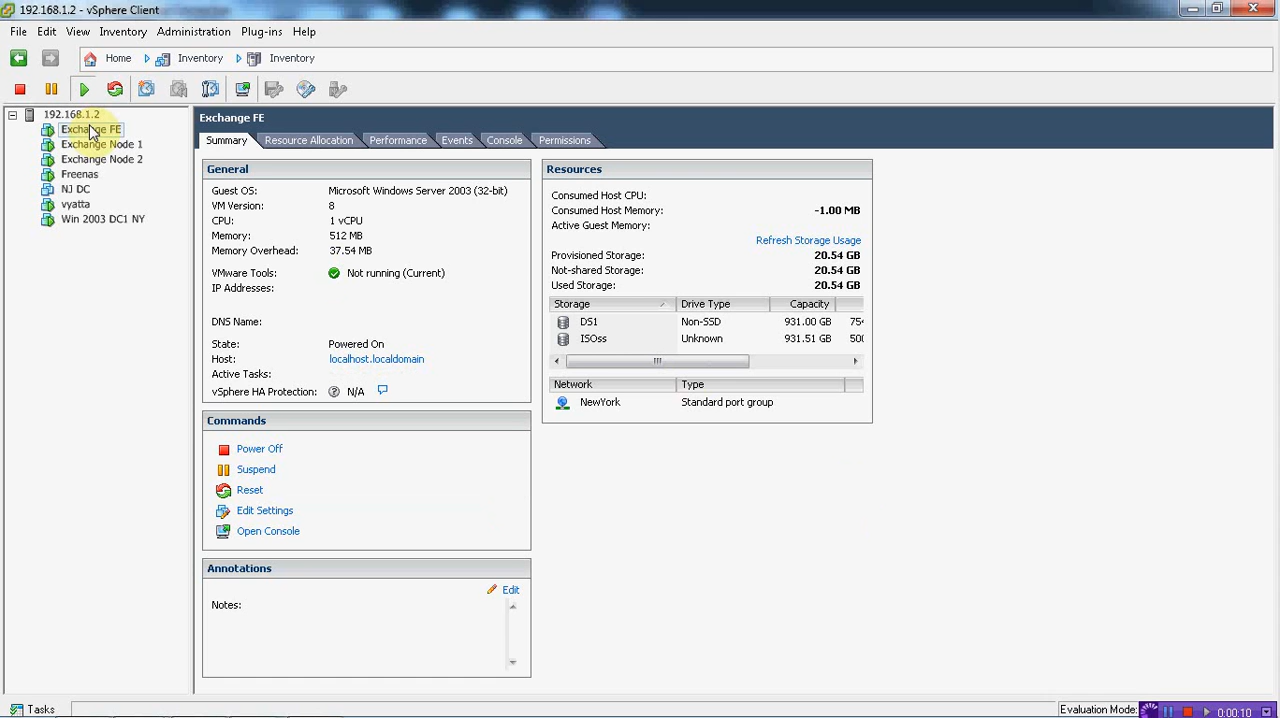 192.168.1.2 - vSphere Client
File Edit View Inventory Administration Plug-ins Help
Home Inventory Inventory
192.168.1.2
Exchange FE
Exchange Node 1
Exchange Node 2
Freenas
NJ DC
vyatta
Win 2003 DC1 NY
Exchange FE
Summary Resource Allocation Performance Events Console Permissions
General
Guest OS: Microsoft Windows Server 2003 (32-bit)
VM Version: 8
CPU: 1 vCPU
Memory: 512 MB
Memory Overhead: 37.54 MB
VMware Tools: Not running (Current)
IP Addresses:
DNS Name:
State: Powered On
Host: localhost.localdomain
Active Tasks:
vSphere HA Protection: N/A
Commands
Power Off
Suspend
Reset
Edit Settings
Open Console
Annotations
Edit
Notes:
Resources
Consumed Host CPU:
Consumed Host Memory: -1.00 MB
Active Guest Memory:
Refresh Storage Usage
Provisioned Storage: 20.54 GB
Not-shared Storage: 20.54 GB
Used Storage: 20.54 GB
Storage Drive Type Capacity
DS1 Non-SSD 931.00 GB 754
ISOss Unknown 931.51 GB 500
Network Type
NewYork Standard port group
Tasks
Evaluation Mode:
0:00:10